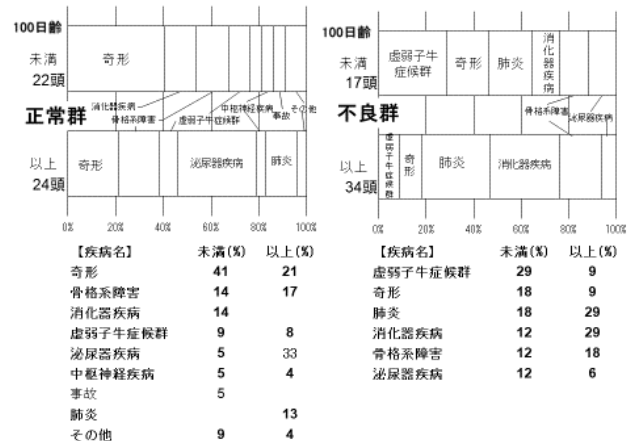 100日齢
未満
22頭
奇形
消化器疾病
骨格系障害
虚弱子牛症候群
中枢神経疾病
事故
その他
正常群
以上
24頭
奇形
泌尿器疾病
肺炎
0% 20% 40% 60% 80% 100%
【疾病名】 未満(%) 以上(%)
奇形 41 21
骨格系障害 14 17
消化器疾病 14
虚弱子牛症候群 9 8
泌尿器疾病 5 33
中枢神経疾病 5 4
事故 5
肺炎 13
その他 9 4
100日齢
未満
17頭
虚弱子牛
症候群
奇形
肺炎
消化器疾病
骨格系障害
泌尿器疾病
不良群
以上
34頭
虚弱子牛症候群
奇形
肺炎
消化器疾病
0% 20% 40% 60% 80% 100%
【疾病名】 未満(%) 以上(%)
虚弱子牛症候群 29 9
奇形 18 9
肺炎 18 29
消化器疾病 12 29
骨格系障害 12 18
泌尿器疾病 12 6